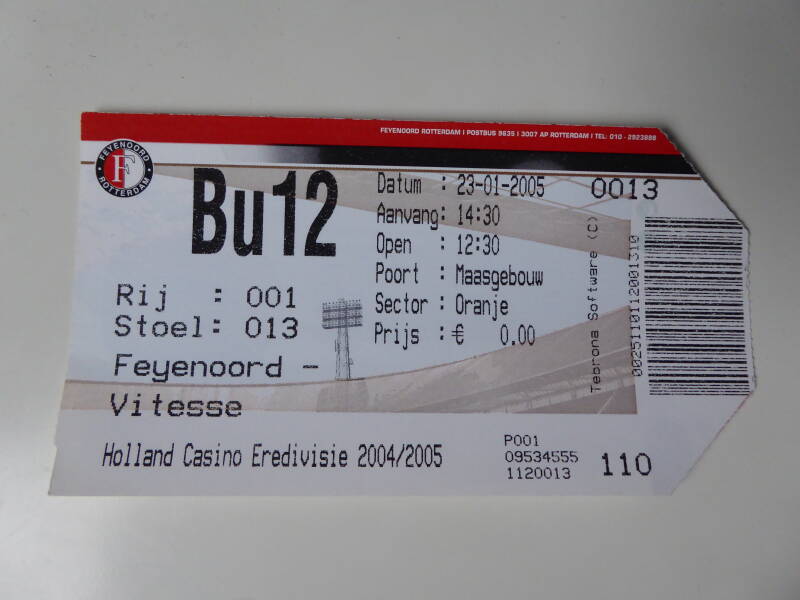 FEYENOORD ROTTERDAM I POSTBUS 9635 I 3007 AP ROTTERDAM I TEL: 010 - 2923888
FEYENOORD
F
ROTTERDAM
Bu12
Rij : 001
Stoel: 013
Feyenoord -
Vitesse
Datum : 23-01-2005
Aanvang: 14:30
Open : 12:30
Poort : Maasgebouw
Sector : Oranje
Prijs : € 0.00
0013
Tebrona Software (C)
0025110112001310
Holland Casino Eredivisie 2004/2005
P001
09534555
1120013
110